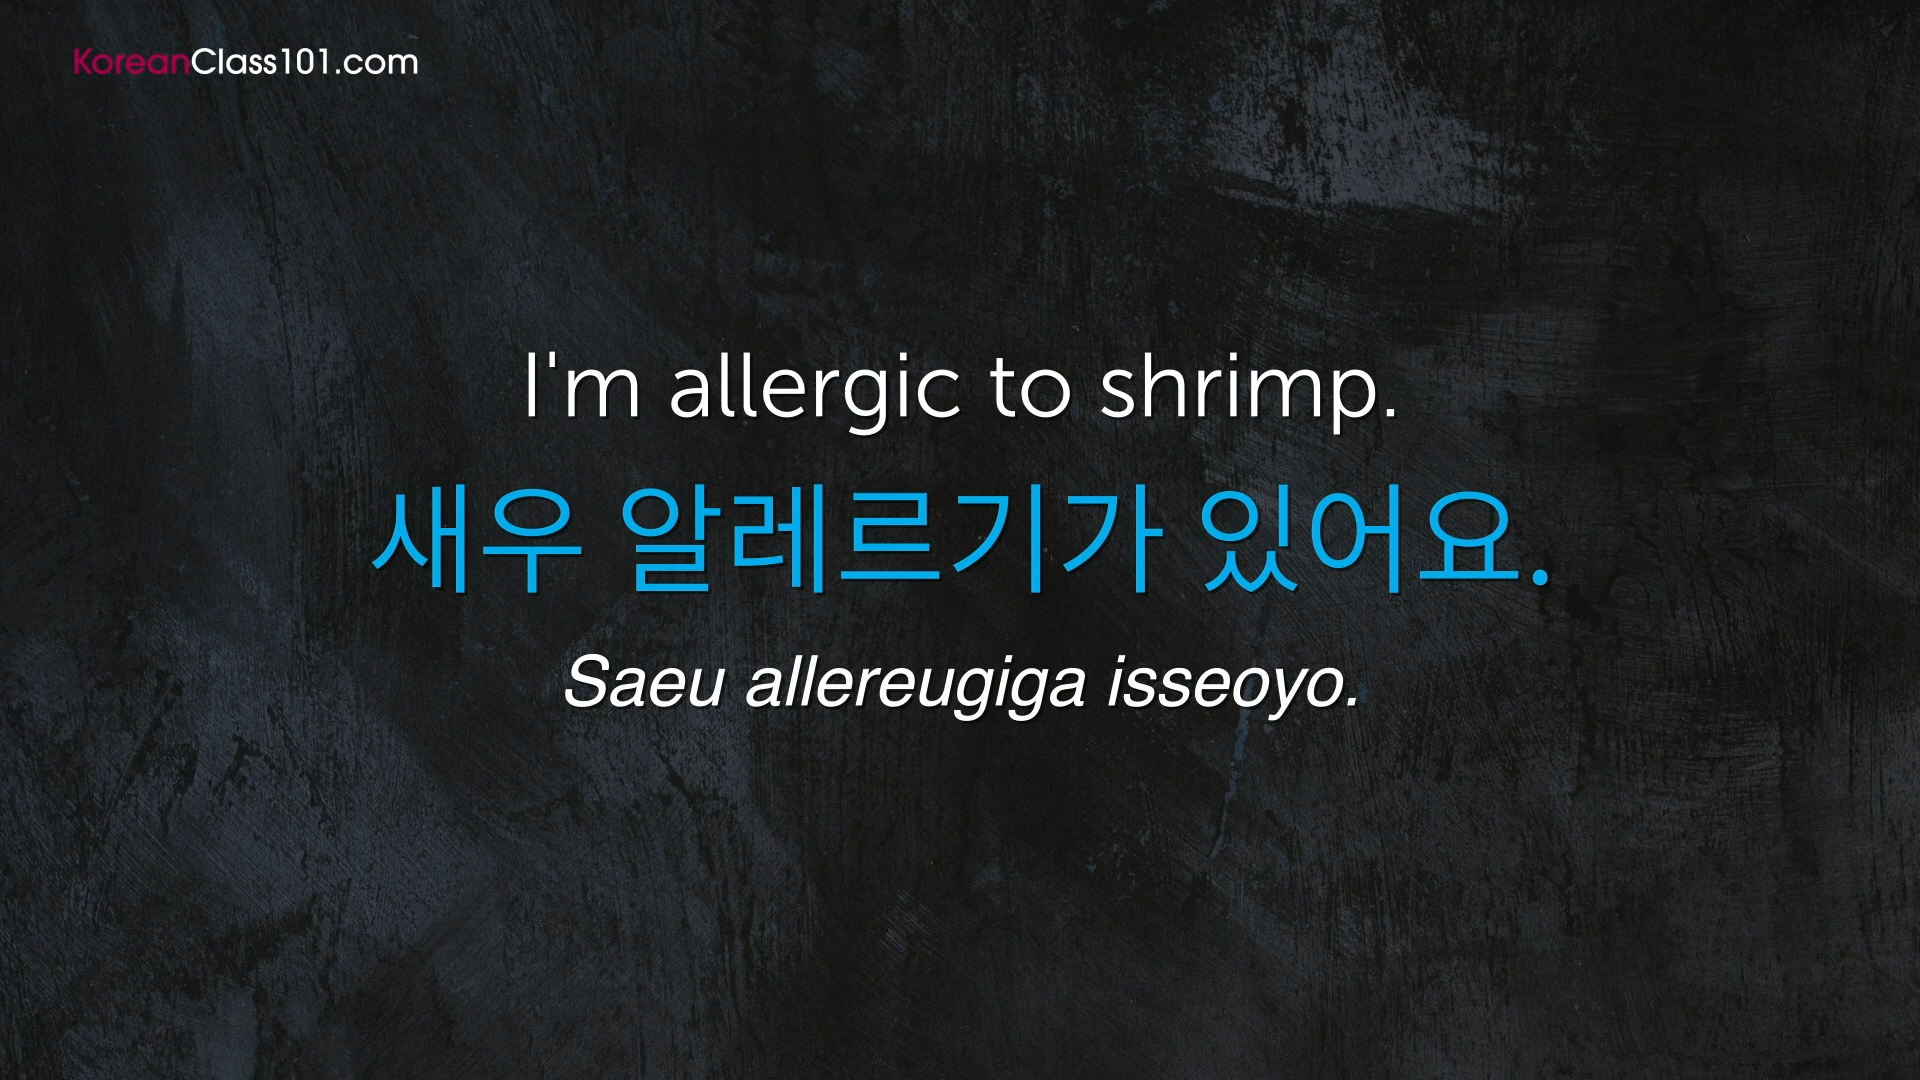 KoreanClass101.com
I'm allergic to shrimp.
새우 알레르기가 있어요.
Saeu allereugiga isseoyo.